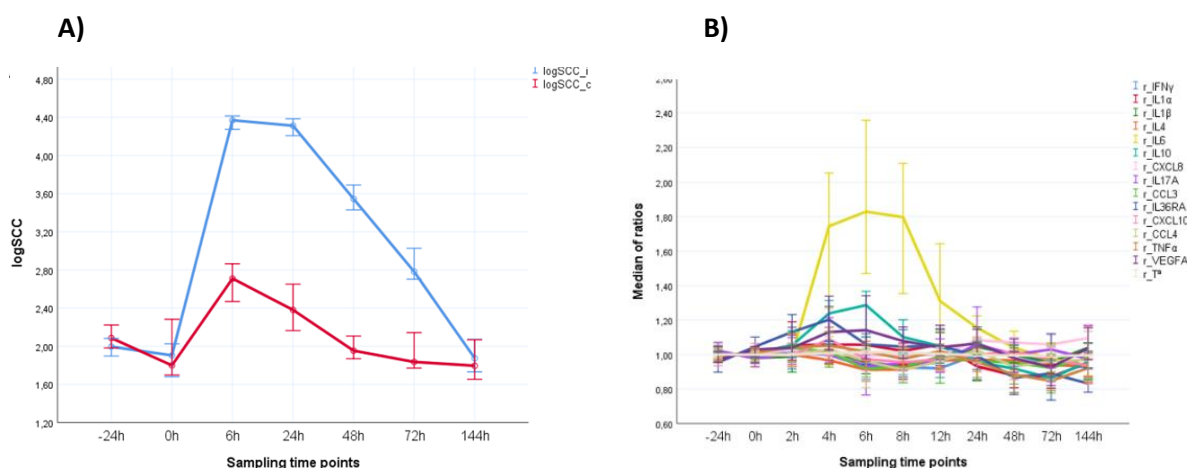 A)
logSCC_i
logSCC_c
4,80
4,40
4,00
3,60
3,20
2,80
2,40
2,00
1,60
1,20
logSCC
-24h 0h 6h 24h 48h 72h 144h
Sampling time points
B)
r_IFNγ
r_IL1α
r_IL1β
r_IL4
r_IL6
r_IL10
r_CXCL8
r_IL17A
r_CCL3
r_IL36RA
r_CXCL10
r_CCL4
r_TNFα
r_VEGFA
r_Tª
2,40
2,20
2,00
1,80
1,60
1,40
1,20
1,00
0,80
0,60
Median of ratios
-24h 0h 2h 4h 6h 8h 12h 24h 48h 72h 144h
Sampling time points